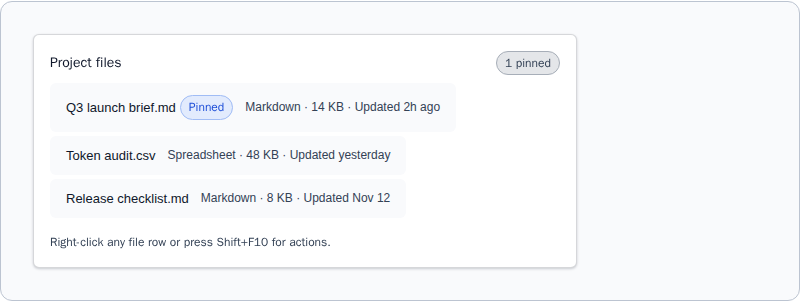 Project files 1 pinned
Q3 launch brief.md Pinned Markdown · 14 KB · Updated 2h ago
Token audit.csv Spreadsheet · 48 KB · Updated yesterday
Release checklist.md Markdown · 8 KB · Updated Nov 12
Right-click any file row or press Shift+F10 for actions.